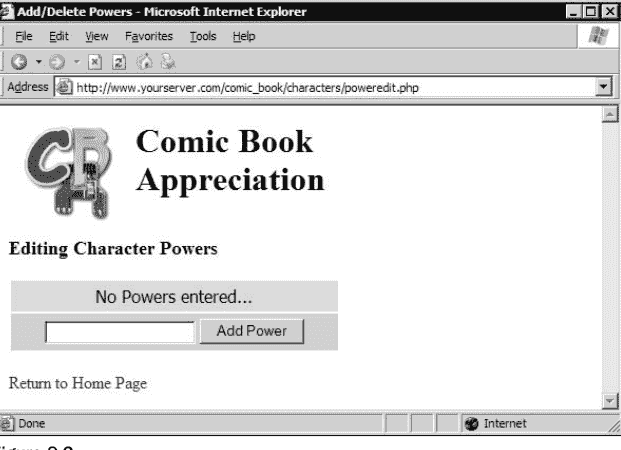 Add/Delete Powers - Microsoft Internet Explorer
File Edit View Favorites Tools Help
Address http://www.yourserver.com/comic_book/characters/poweredit.php
CBA
Comic Book
Appreciation
Editing Character Powers
No Powers entered...
Add Power
Return to Home Page
Done Internet